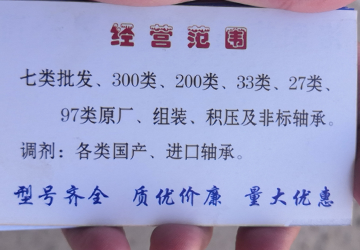 经营范围
七类批发、300类、200类、33类、27类、
97类原厂、组装、积压及非标轴承。
调剂：各类国产、进口轴承。
型号齐全 质优价廉 量大优惠